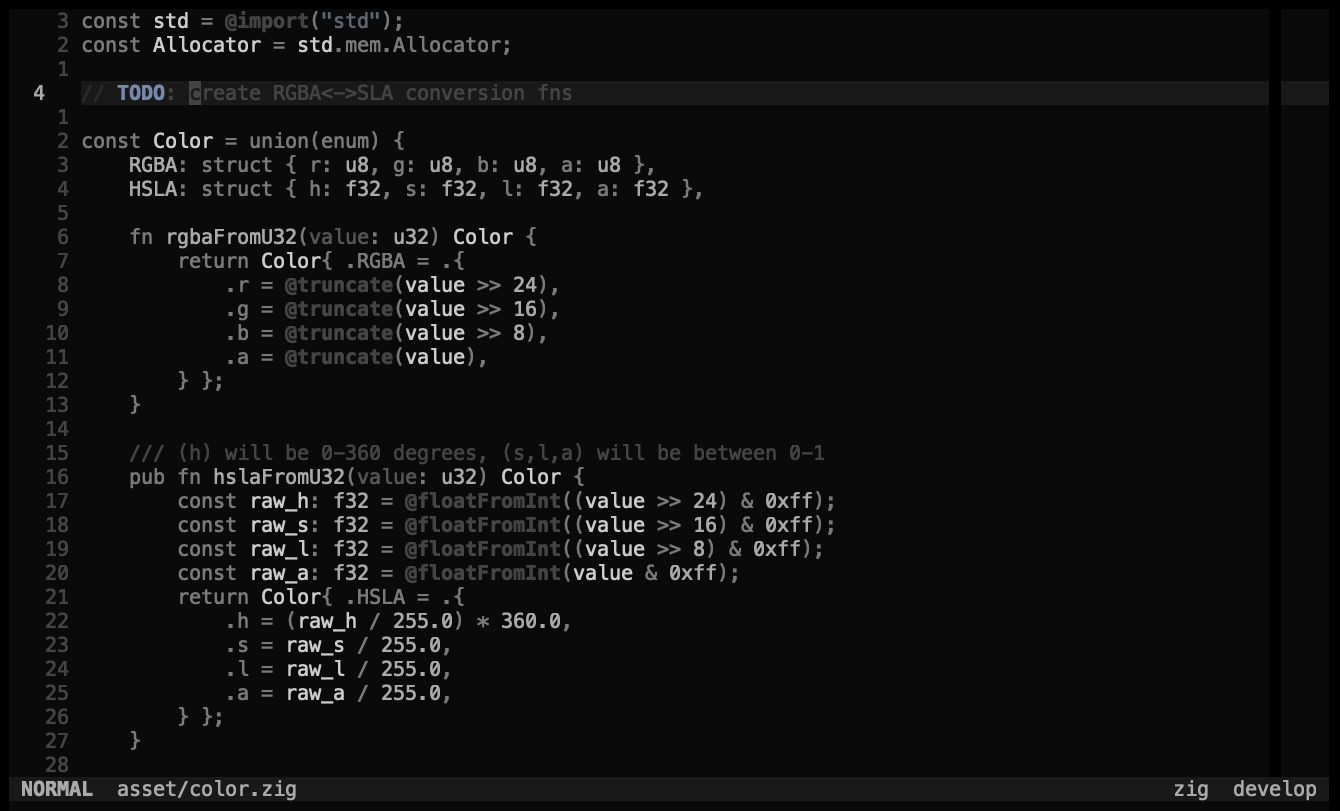 3 const std = @import("std");
2 const Allocator = std.mem.Allocator;
1
4 // TODO: create RGBA<->SLA conversion fns
1
2 const Color = union(enum) {
3     RGBA: struct { r: u8, g: u8, b: u8, a: u8 },
4     HSLA: struct { h: f32, s: f32, l: f32, a: f32 },
5
6     fn rgbaFromU32(value: u32) Color {
7         return Color{ .RGBA = .{
8             .r = @truncate(value >> 24),
9             .g = @truncate(value >> 16),
10             .b = @truncate(value >> 8),
11             .a = @truncate(value),
12         } };
13     }
14
15     /// (h) will be 0-360 degrees, (s,l,a) will be between 0-1
16     pub fn hslaFromU32(value: u32) Color {
17         const raw_h: f32 = @floatFromInt((value >> 24) & 0xff);
18         const raw_s: f32 = @floatFromInt((value >> 16) & 0xff);
19         const raw_l: f32 = @floatFromInt((value >> 8) & 0xff);
20         const raw_a: f32 = @floatFromInt(value & 0xff);
21         return Color{ .HSLA = .{
22             .h = (raw_h / 255.0) * 360.0,
23             .s = raw_s / 255.0,
24             .l = raw_l / 255.0,
25             .a = raw_a / 255.0,
26         } };
27     }
28
NORMAL asset/color.zig zig develop